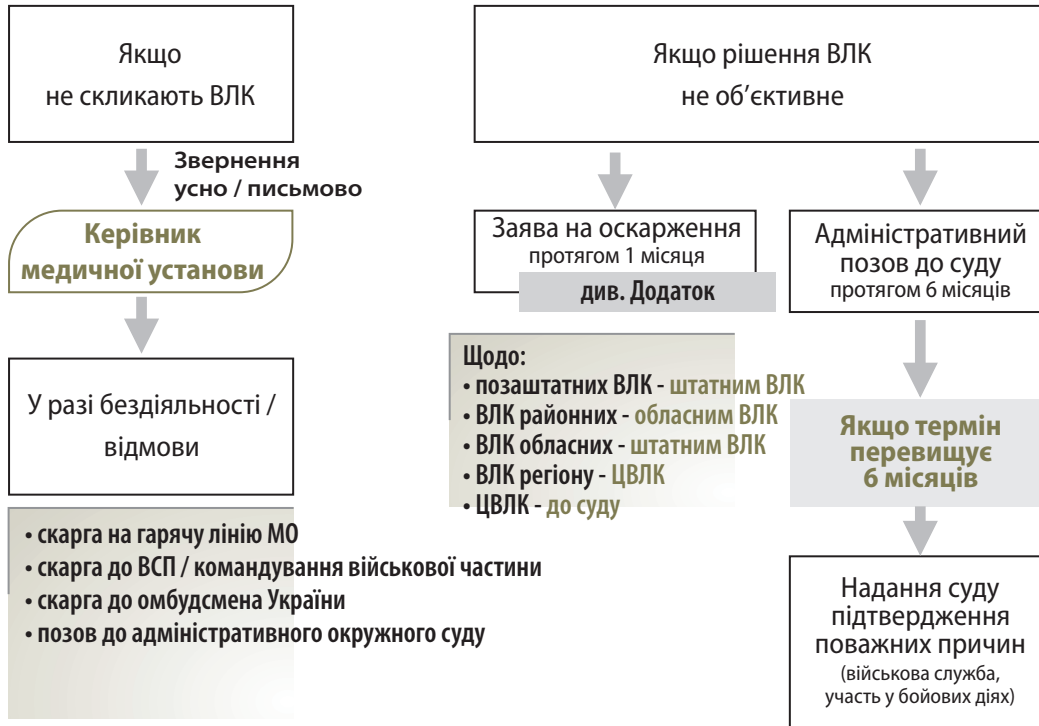 Якщо
не скликають ВЛК
Звернення
усно / письмово
Керівник
медичної установи
У разі бездіяльності /
відмови
• скарга на гарячу лінію МО
• скарга до ВСП / командування військової частини
• скарга до омбудсмена України
• позов до адміністративного окружного суду
Якщо рішення ВЛК
не об’єктивне
Заява на оскарження
протягом 1 місяця
див. Додаток
Щодо:
• позаштатних ВЛК - штатним ВЛК
• ВЛК районних - обласним ВЛК
• ВЛК обласних - штатним ВЛК
• ВЛК регіону - ЦВЛК
• ЦВЛК - до суду
Адміністративний
позов до суду
протягом 6 місяців
Якщо термін
перевищує
6 місяців
Надання суду
підтвердження
поважних причин
(військова служба,
участь у бойових діях)